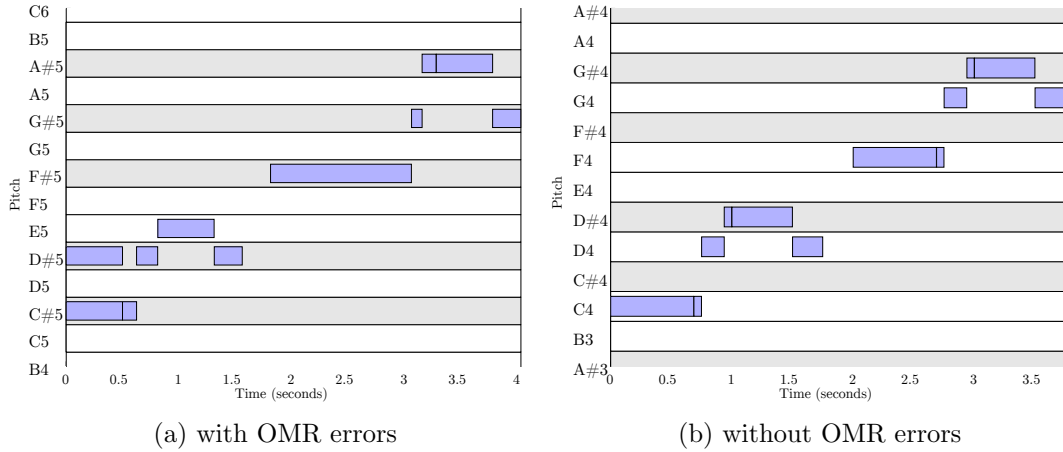 C6
B5
A#5
A5
G#5
G5
F#5
F5
E5
D#5
D5
C#5
C5
B4
Pitch
0 0.5 1 1.5 2 2.5 3 3.5 4
Time (seconds)
(a) with OMR errors
A#4
A4
G#4
G4
F#4
F4
E4
D#4
D4
C#4
C4
B3
A#3
Pitch
0 0.5 1 1.5 2 2.5 3 3.5
Time (seconds)
(b) without OMR errors